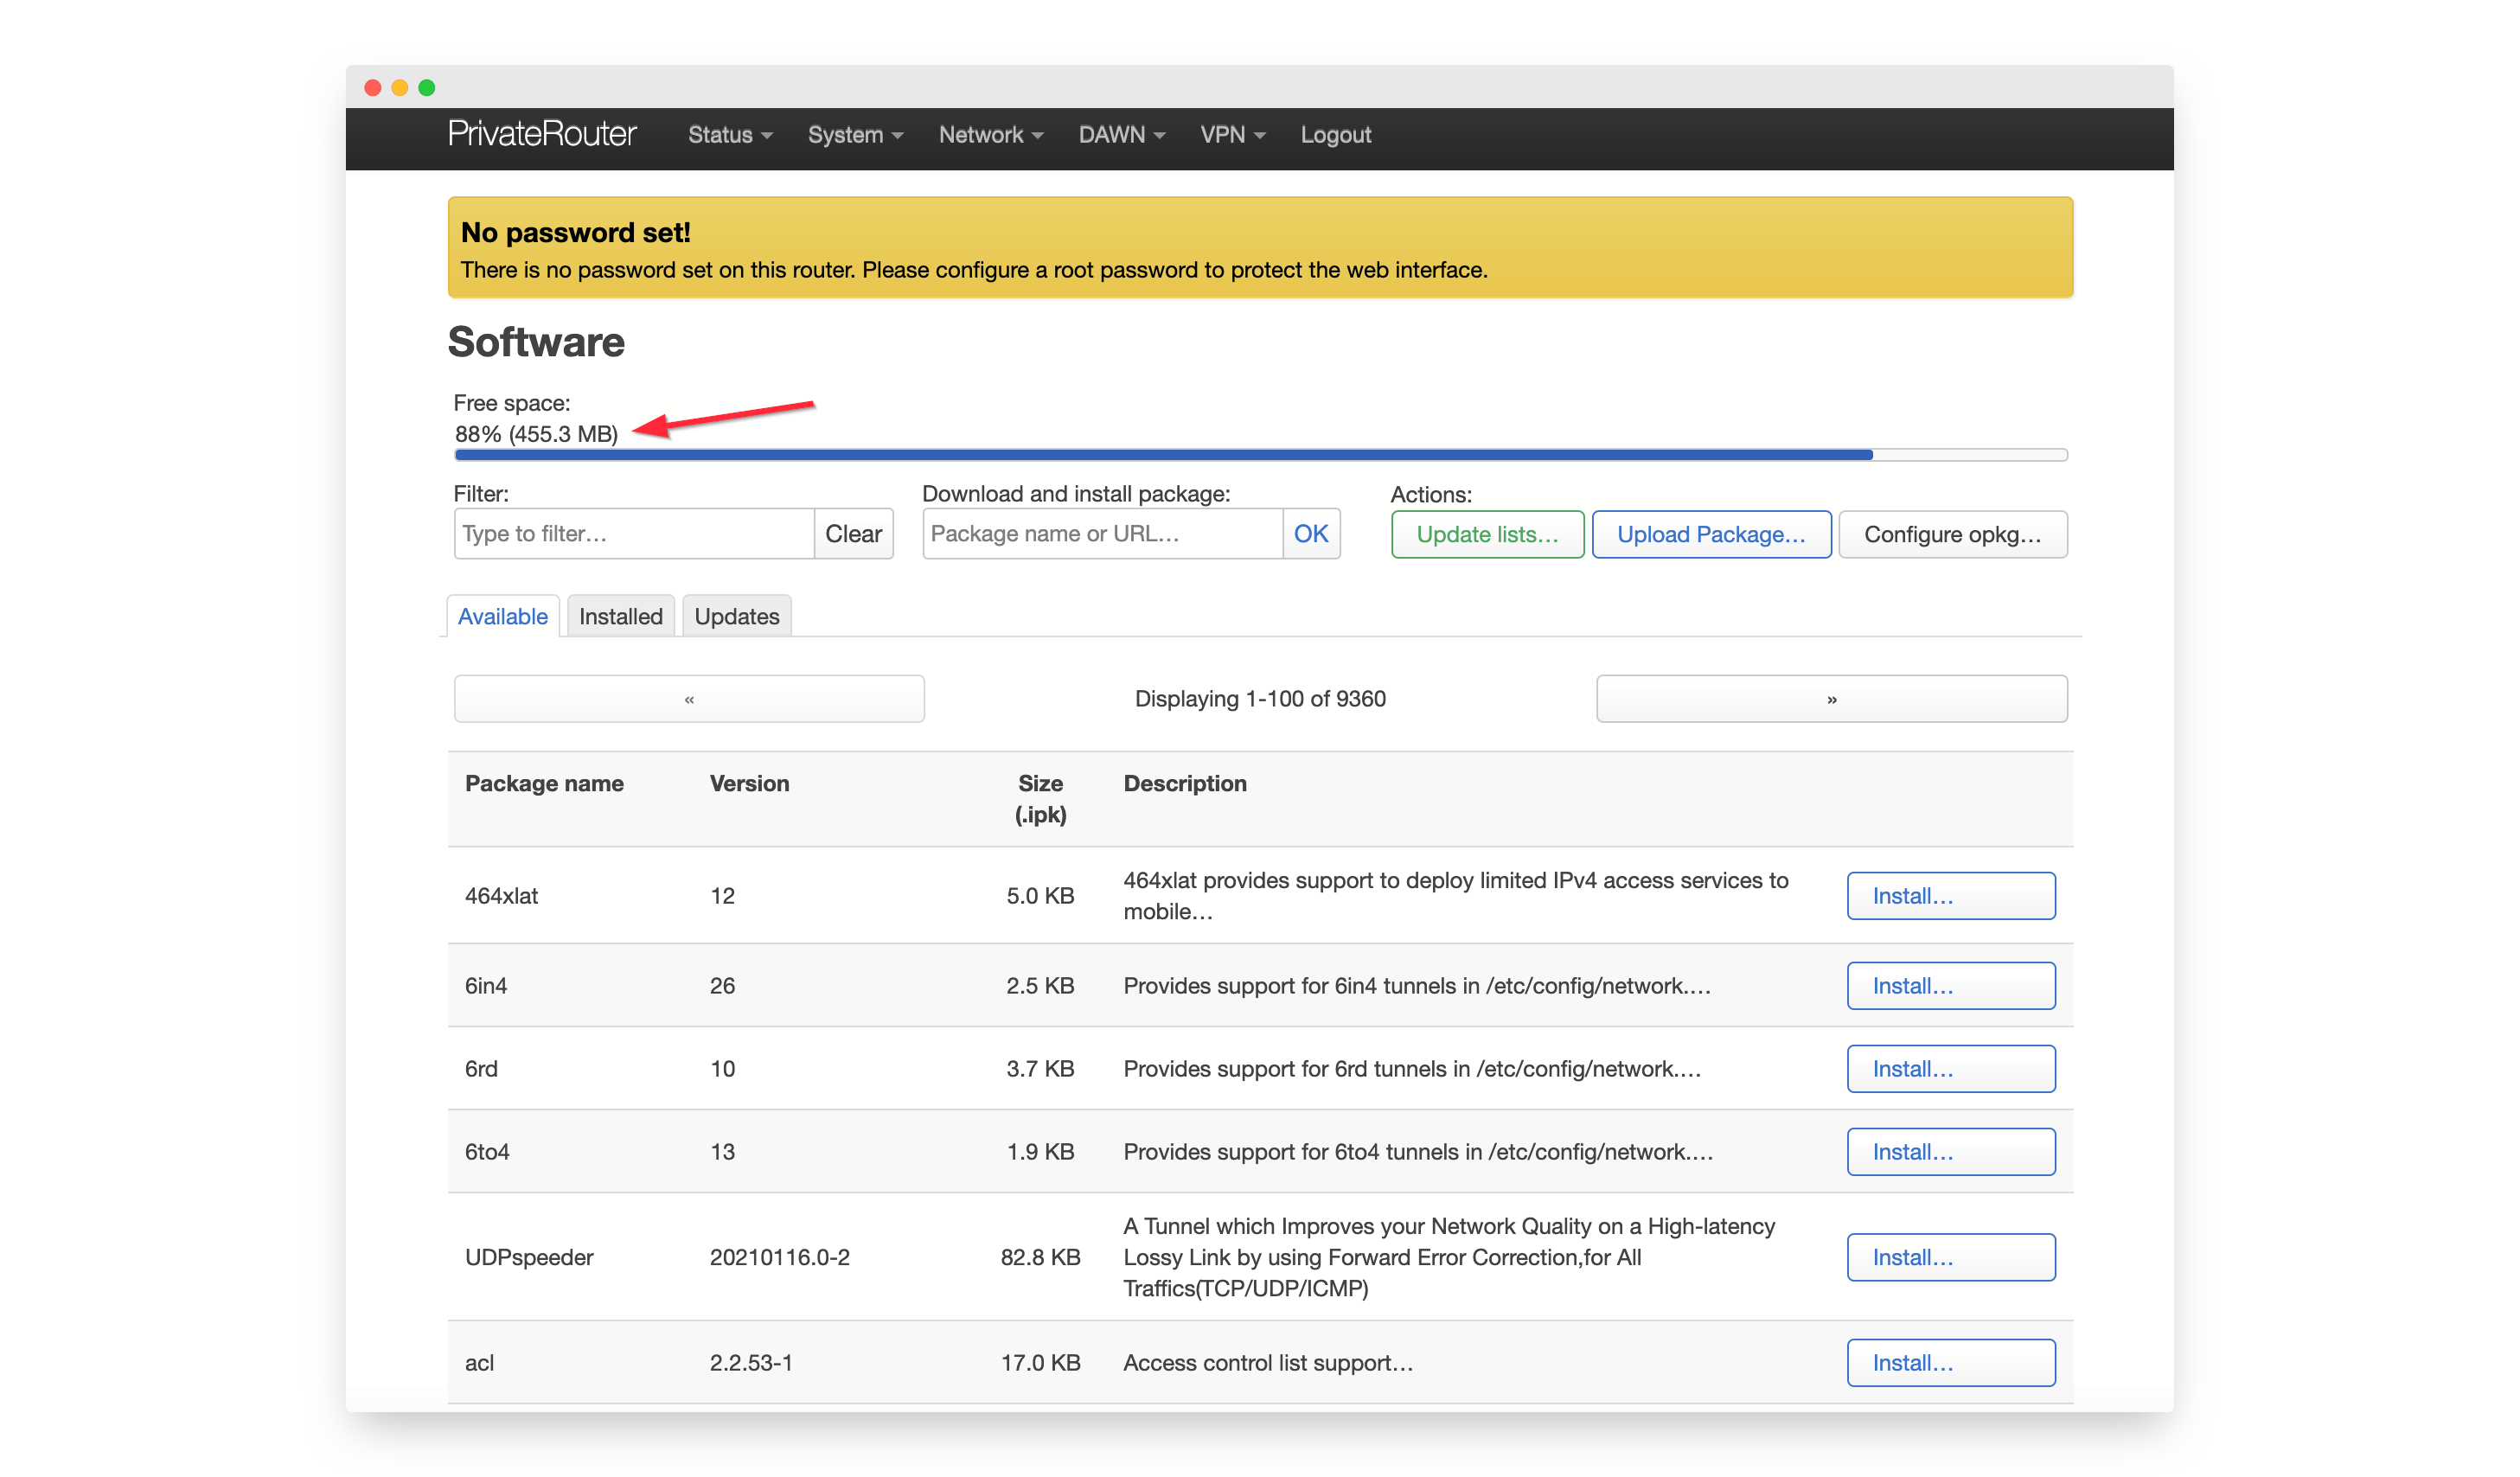 PrivateRouter Status System Network DAWN VPN Logout
No password set!
There is no password set on this router. Please configure a root password to protect the web interface.
Software
Free space:
88% (455.3 MB)
Filter: Download and install package: Actions:
Type to filter… Clear Package name or URL… OK Update lists… Upload Package… Configure opkg…
Available Installed Updates
« Displaying 1-100 of 9360 »
Package name Version Size Description
(.ipk)
464xlat 12 5.0 KB 464xlat provides support to deploy limited IPv4 access services to
mobile… Install…
6in4 26 2.5 KB Provides support for 6in4 tunnels in /etc/config/network.… Install…
6rd 10 3.7 KB Provides support for 6rd tunnels in /etc/config/network.… Install…
6to4 13 1.9 KB Provides support for 6to4 tunnels in /etc/config/network.… Install…
A Tunnel which Improves your Network Quality on a High-latency
UDPspeeder 20210116.0-2 82.8 KB Lossy Link by using Forward Error Correction,for All Install…
Traffics(TCP/UDP/ICMP)
acl 2.2.53-1 17.0 KB Access control list support… Install…